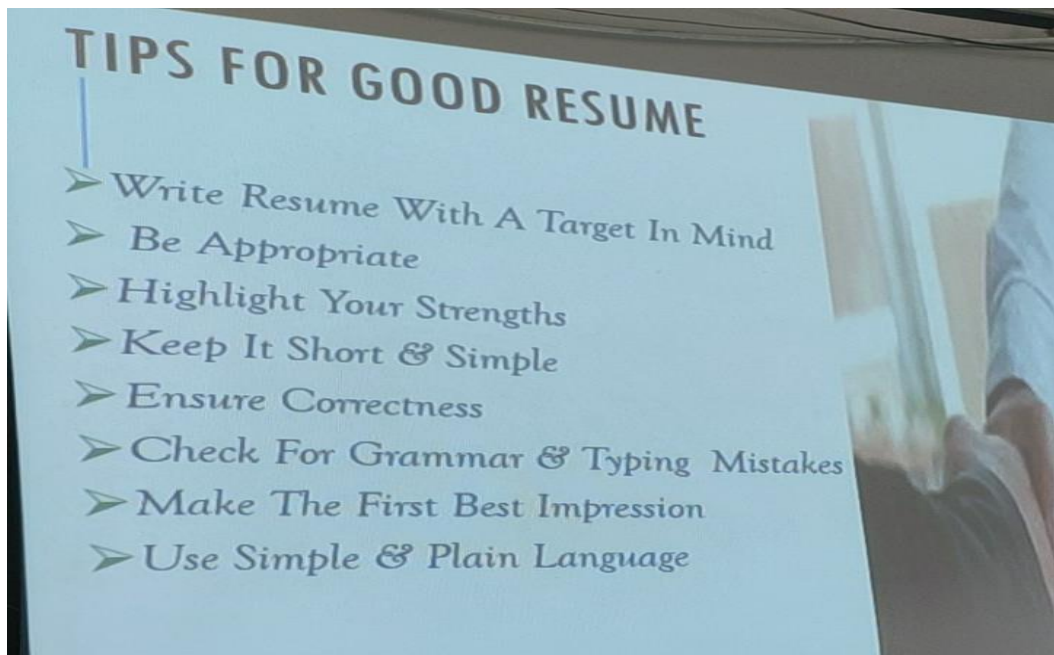 TIPS FOR GOOD RESUME
Write Resume With A Target In Mind
Be Appropriate
Highlight Your Strengths
Keep It Short & Simple
Ensure Correctness
Check For Grammar & Typing Mistakes
Make The First Best Impression
Use Simple & Plain Language